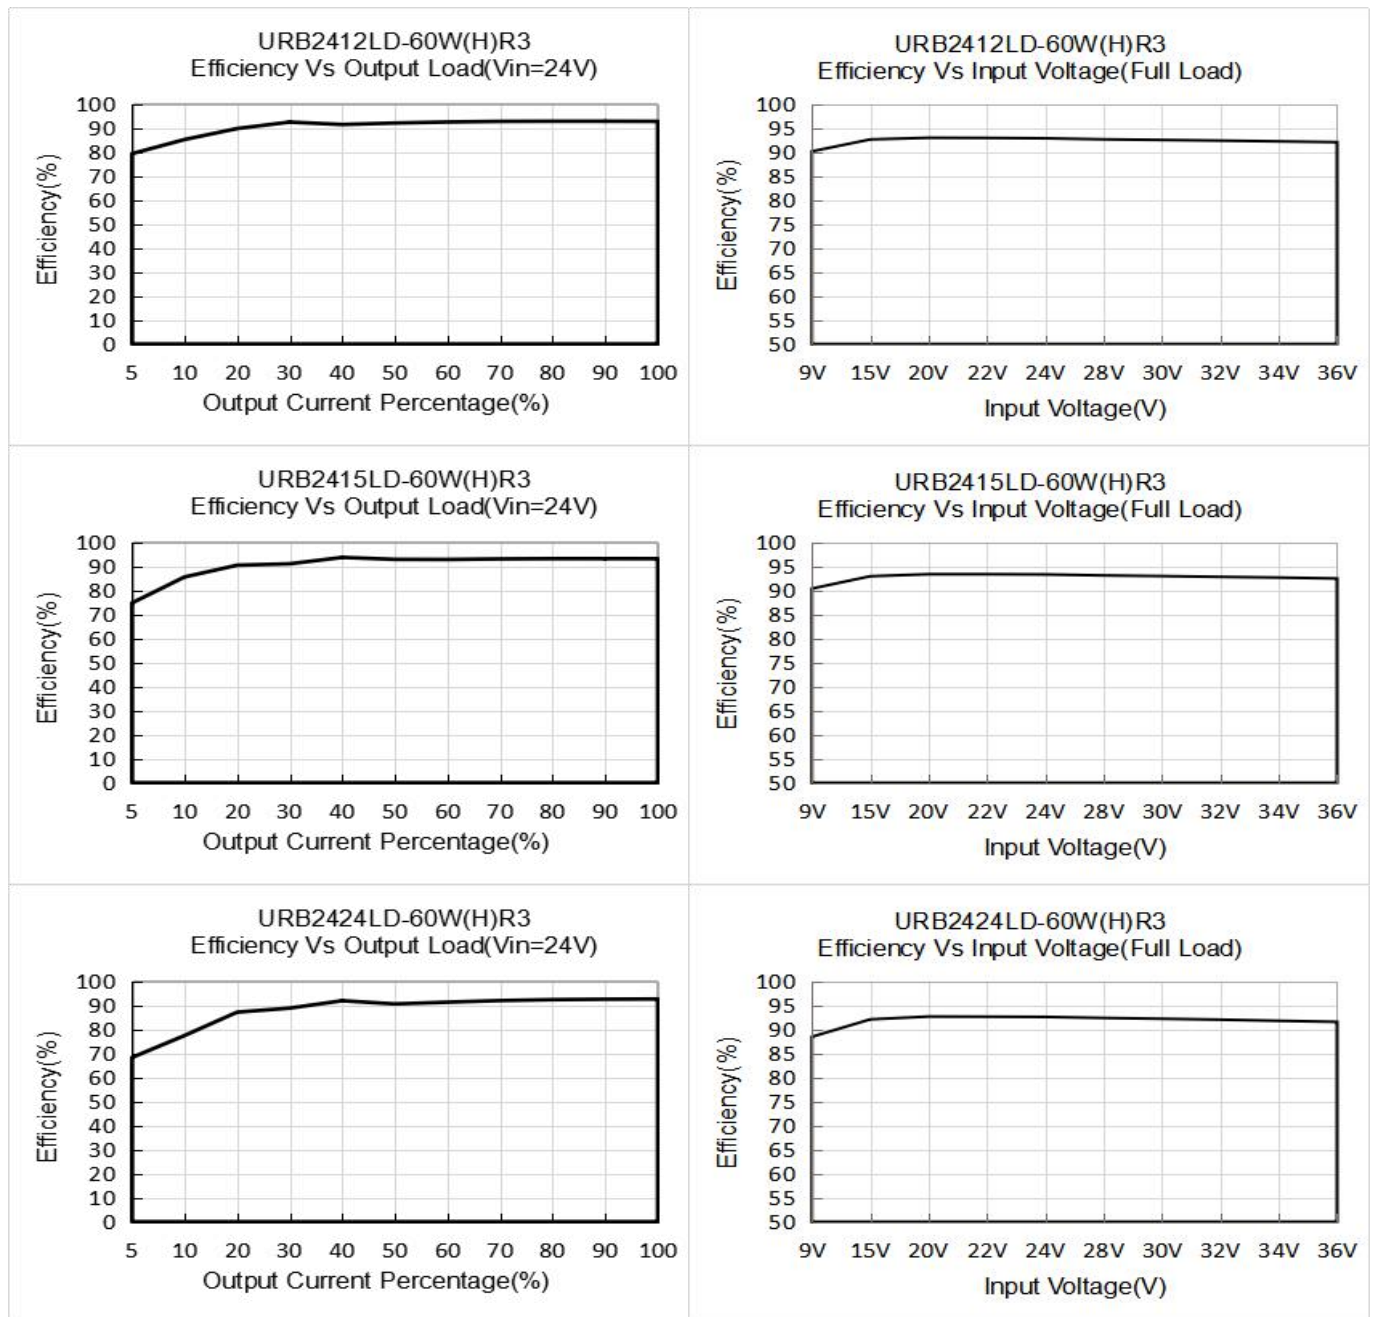 URB2412LD-60W(H)R3
Efficiency Vs Output Load(Vin=24V)
Efficiency(%)
100
90
80
70
60
50
40
30
20
10
0
5 10 20 30 40 50 60 70 80 90 100
Output Current Percentage(%)
URB2412LD-60W(H)R3
Efficiency Vs Input Voltage(Full Load)
Efficiency(%)
100
95
90
85
80
75
70
65
60
55
50
9V 15V 20V 22V 24V 28V 30V 32V 34V 36V
Input Voltage(V)
URB2415LD-60W(H)R3
Efficiency Vs Output Load(Vin=24V)
Efficiency(%)
100
90
80
70
60
50
40
30
20
10
0
5 10 20 30 40 50 60 70 80 90 100
Output Current Percentage(%)
URB2415LD-60W(H)R3
Efficiency Vs Input Voltage(Full Load)
Efficiency(%)
100
95
90
85
80
75
70
65
60
55
50
9V 15V 20V 22V 24V 28V 30V 32V 34V 36V
Input Voltage(V)
URB2424LD-60W(H)R3
Efficiency Vs Output Load(Vin=24V)
Efficiency(%)
100
90
80
70
60
50
40
30
20
10
0
5 10 20 30 40 50 60 70 80 90 100
Output Current Percentage(%)
URB2424LD-60W(H)R3
Efficiency Vs Input Voltage(Full Load)
Efficiency(%)
100
95
90
85
80
75
70
65
60
55
50
9V 15V 20V 22V 24V 28V 30V 32V 34V 36V
Input Voltage(V)